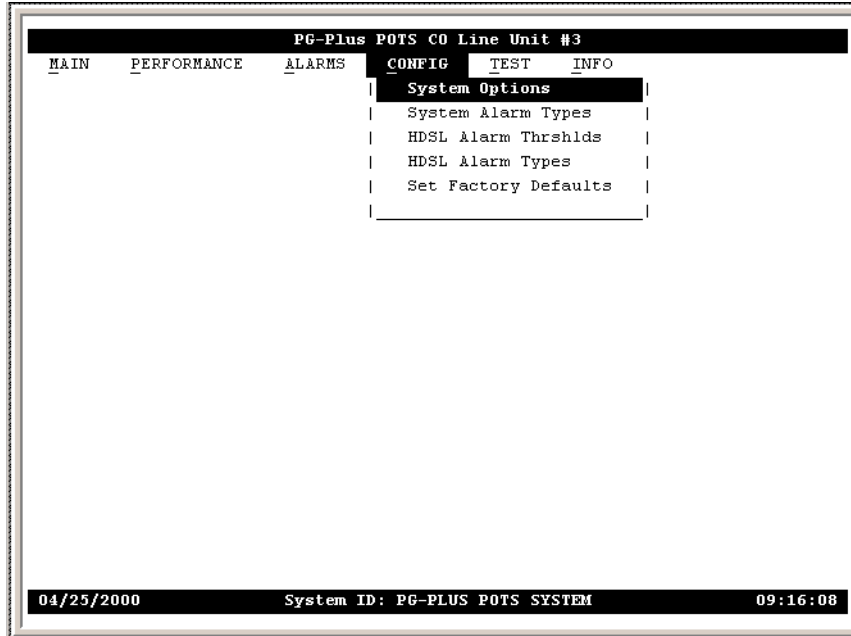 PG-Plus POTS CO Line Unit #3
MAIN PERFORMANCE ALARMS CONFIG TEST INFO
System Options
System Alarm Types
HDSL Alarm Thrshlds
HDSL Alarm Types
Set Factory Defaults
04/25/2000 System ID: PG-PLUS POTS SYSTEM 09:16:08